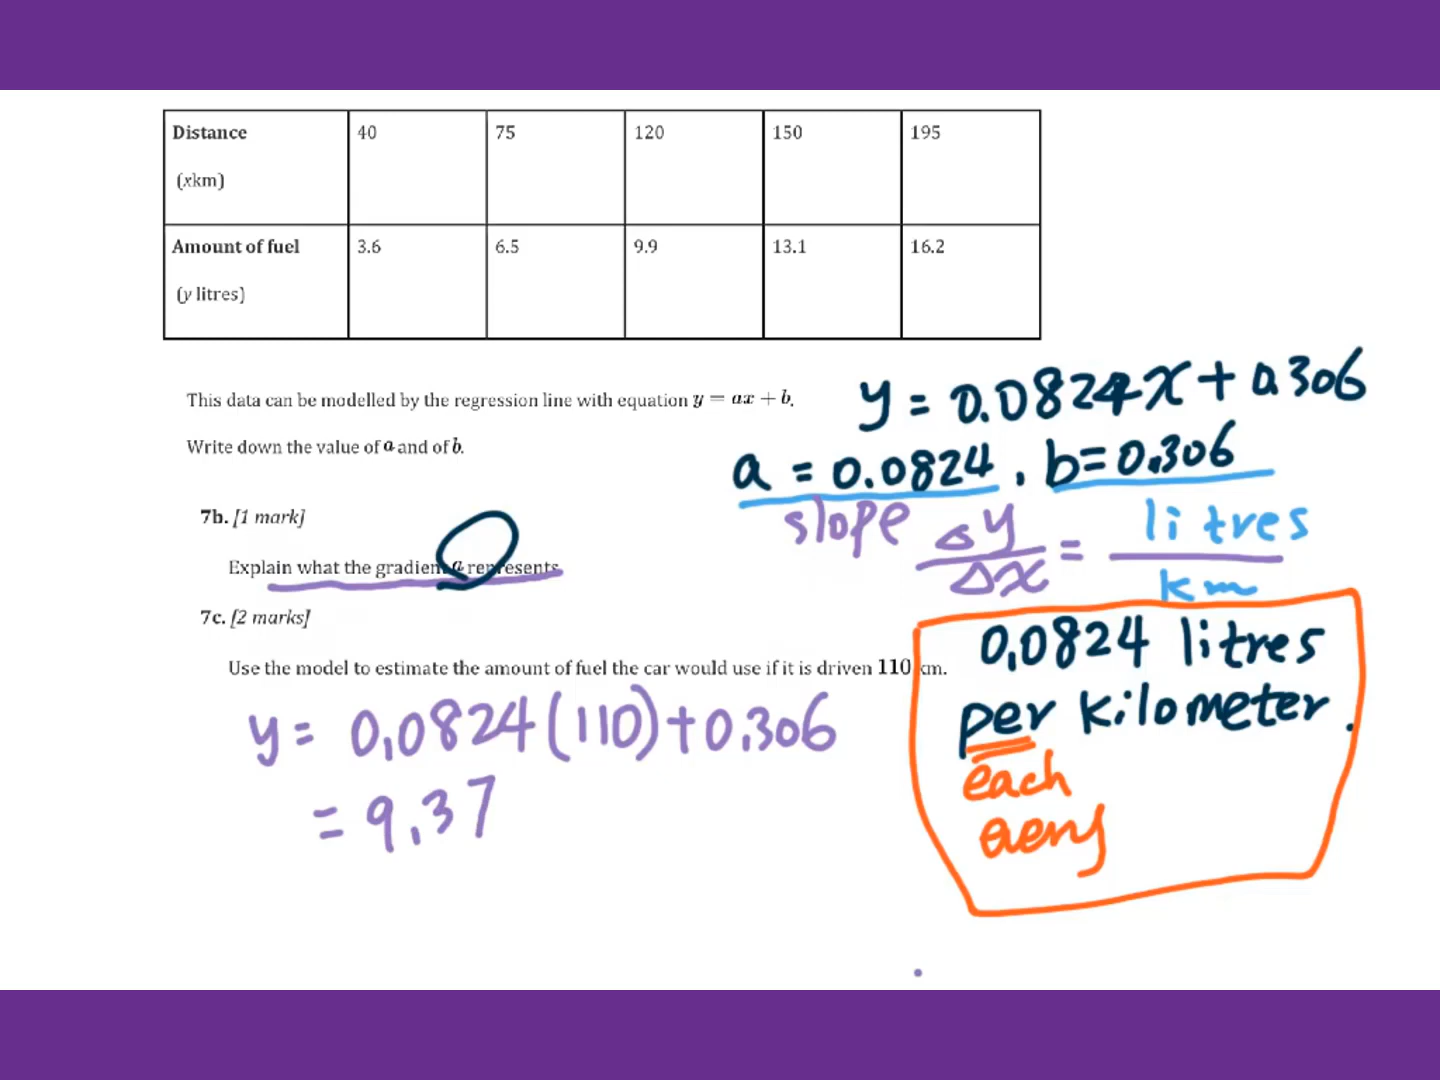 Distance 40 75 120 150 195
(xkm)
Amount of fuel 3.6 6.5 9.9 13.1 16.2
(y litres)
This data can be modelled by the regression line with equation y = ax + b.
y = 0.0824x + 0.306
Write down the value of a and of b.
a = 0.0824, b = 0.306
slope Δy/Δx = litres/km
7b. [1 mark]
Explain what the gradient a represents
7c. [2 marks]
Use the model to estimate the amount of fuel the car would use if it is driven 110 km.
0.0824 litres
per kilometer.
each
y = 0.0824(110) + 0.306
= 9.37